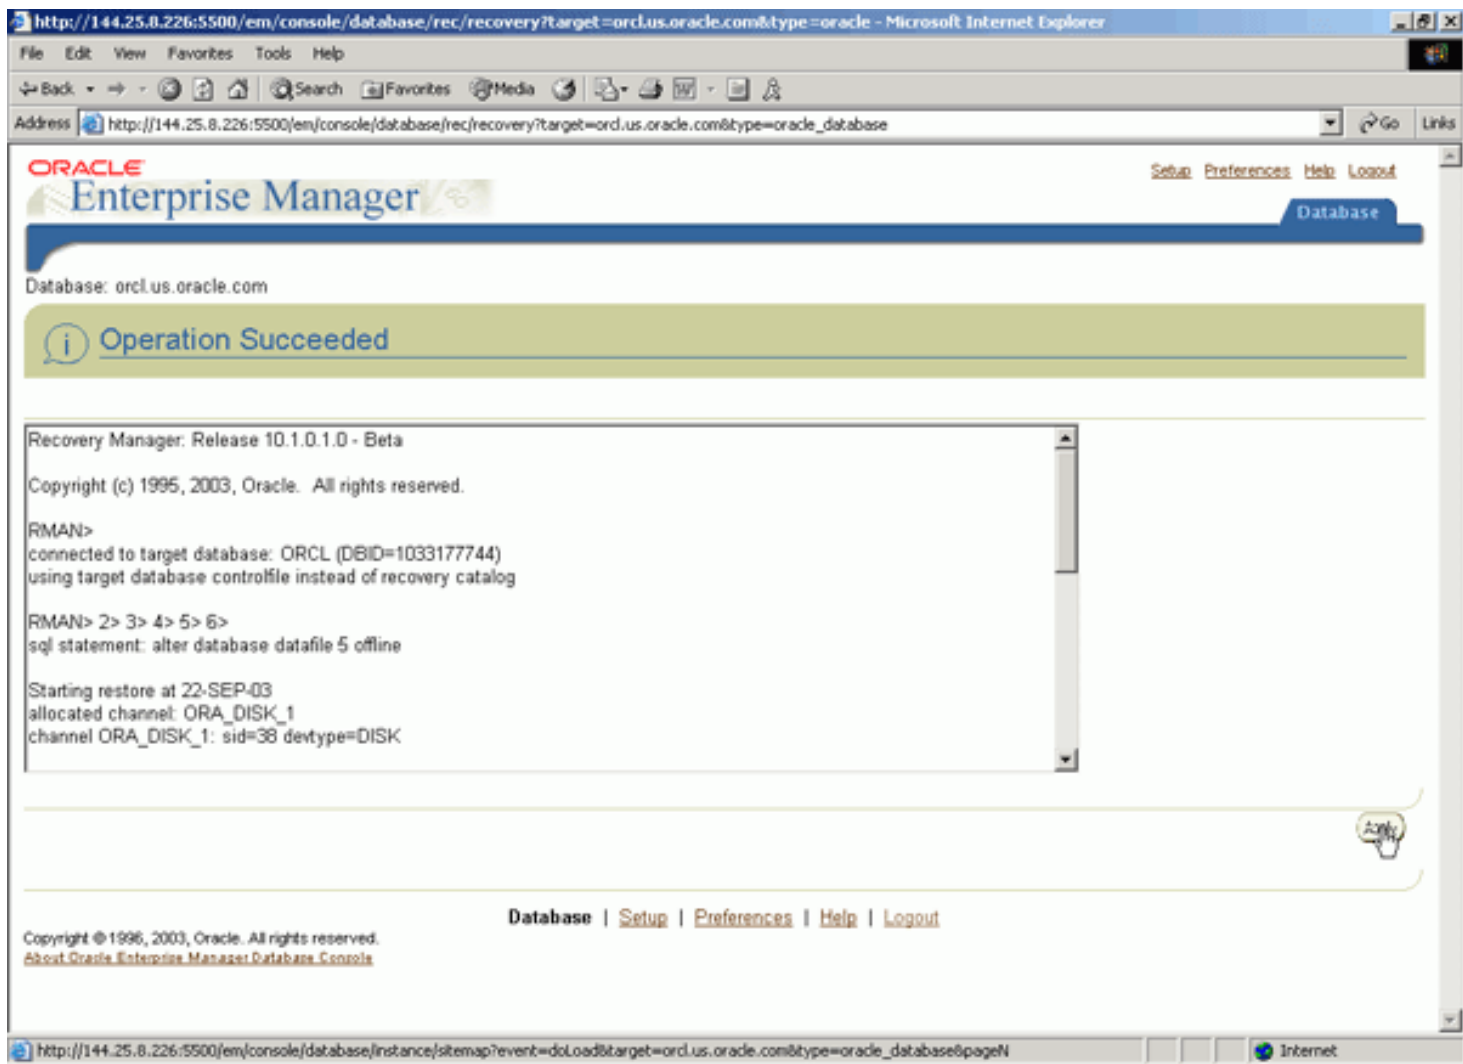 http://144.25.8.226:5500/em/console/database/rec/recovery?target=orcl.us.oracle.com&type=oracle - Microsoft Internet Explorer
File Edit View Favorites Tools Help
Back Search Favorites Media
Address http://144.25.8.226:5500/em/console/database/rec/recovery?target=orcl.us.oracle.com&type=oracle_database Go Links
ORACLE
Enterprise Manager
Setup Preferences Help Logout
Database
Database: orcl.us.oracle.com
Operation Succeeded
Recovery Manager: Release 10.1.0.1.0 - Beta
Copyright (c) 1995, 2003, Oracle. All rights reserved.
RMAN>
connected to target database: ORCL (DBID=1033177744)
using target database controlfile instead of recovery catalog
RMAN> 2> 3> 4> 5> 6>
sql statement: alter database datafile 5 offline
Starting restore at 22-SEP-03
allocated channel: ORA_DISK_1
channel ORA_DISK_1: sid=38 devtype=DISK
Database | Setup | Preferences | Help | Logout
Copyright © 1996, 2003, Oracle. All rights reserved.
About Oracle Enterprise Manager Database Console
http://144.25.8.226:5500/em/console/database/instance/sitemap?event=doLoad&target=orcl.us.oracle.com&type=oracle_database&pageN Internet